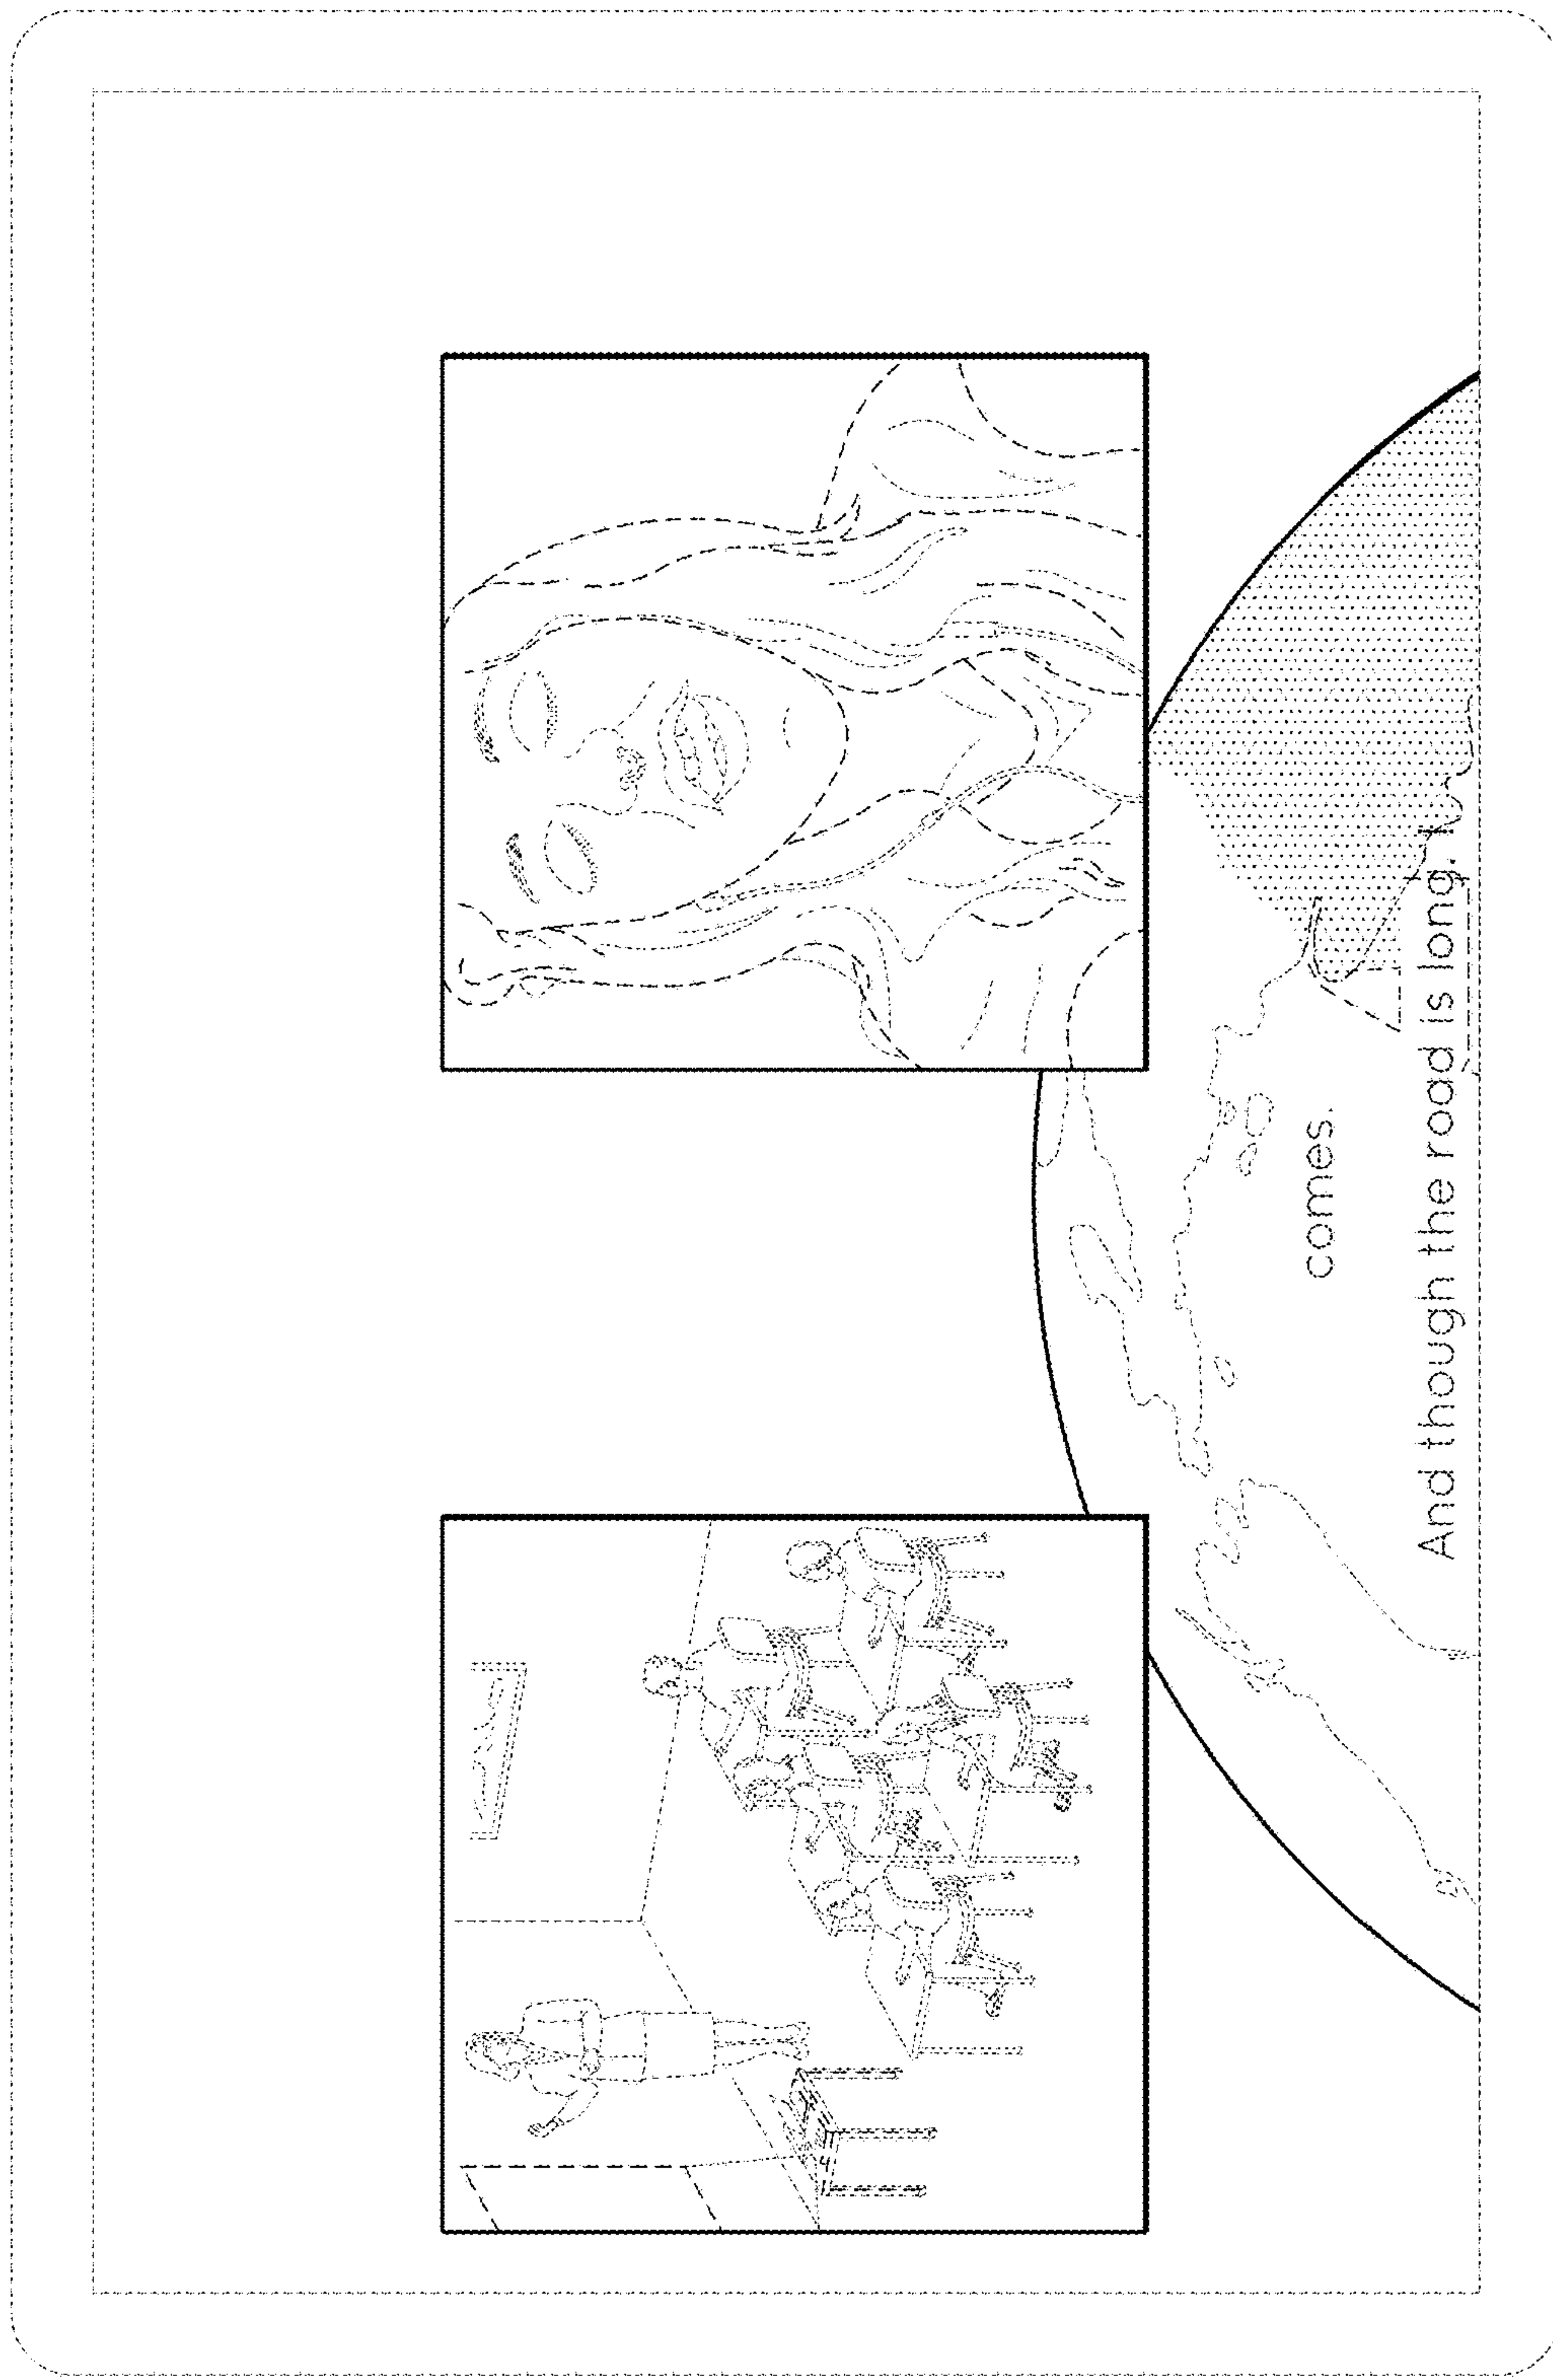 comes.
And though the road is long. I